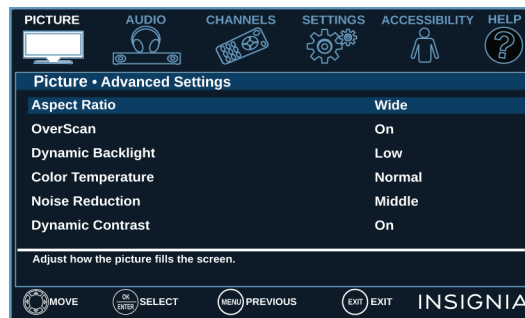 PICTURE AUDIO CHANNELS SETTINGS ACCESSIBILITY HELP
Picture • Advanced Settings
Aspect Ratio Wide
OverScan On
Dynamic Backlight Low
Color Temperature Normal
Noise Reduction Middle
Dynamic Contrast On
Adjust how the picture fills the screen.
MOVE OK ENTER SELECT MENU PREVIOUS EXIT EXIT INSIGNIA